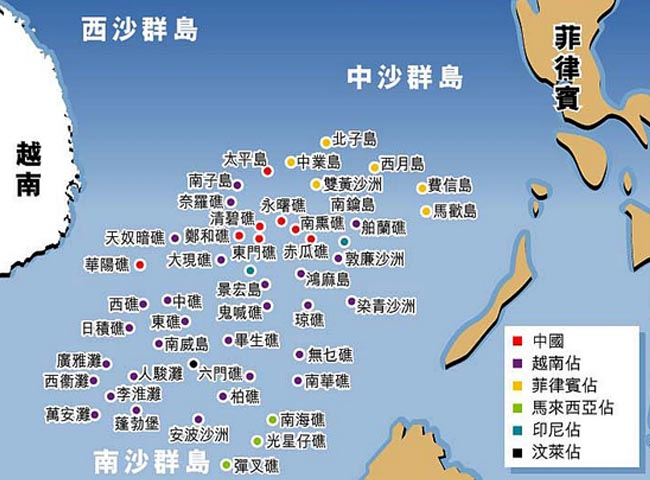 西沙群島
中沙群島
菲律賓
越南
北子島
太平島
中業島
西月島
南子島
雙黃沙洲
費信島
奈羅礁
永曙礁
南鑰島
馬歡島
清碧礁
南熏礁
舶蘭礁
天奴暗礁
鄭和礁
東門礁
赤瓜礁
敦廉沙洲
華陽礁
大現礁
鴻庥島
景宏島
西礁
中礁
鬼喊礁
瓊礁
染青沙洲
日積礁
東礁
南威島
畢生礁
無乜礁
廣雅灘
人駿灘
六門礁
西衞灘
南華礁
李淮灘
柏礁
萬安灘
蓬勃堡
安波沙洲
南海礁
光星仔礁
彈叉礁
南沙群島
中國
越南佔
菲律賓佔
馬來西亞佔
印尼佔
汶萊佔